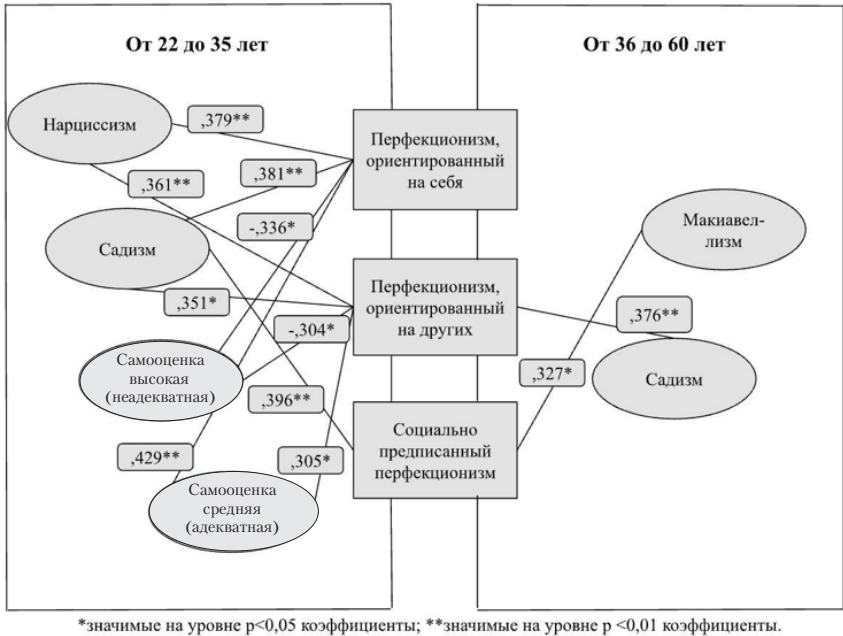 От 22 до 35 лет
От 36 до 60 лет
Нарциссизм
,379**
Перфекционизм,
ориентированный
на себя
,361**
,381**
-,336*
Макиавел-
лизм
Садизм
Перфекционизм,
ориентированный
на других
,351*
-,304*
,376**
Самооценка
высокая
(неадекватная)
,396**
,327*
Садизм
Социально
предписанный
перфекционизм
,429**
,305*
Самооценка
средняя
(адекватная)
*значимые на уровне p<0,05 коэффициенты; **значимые на уровне p <0,01 коэффициенты.